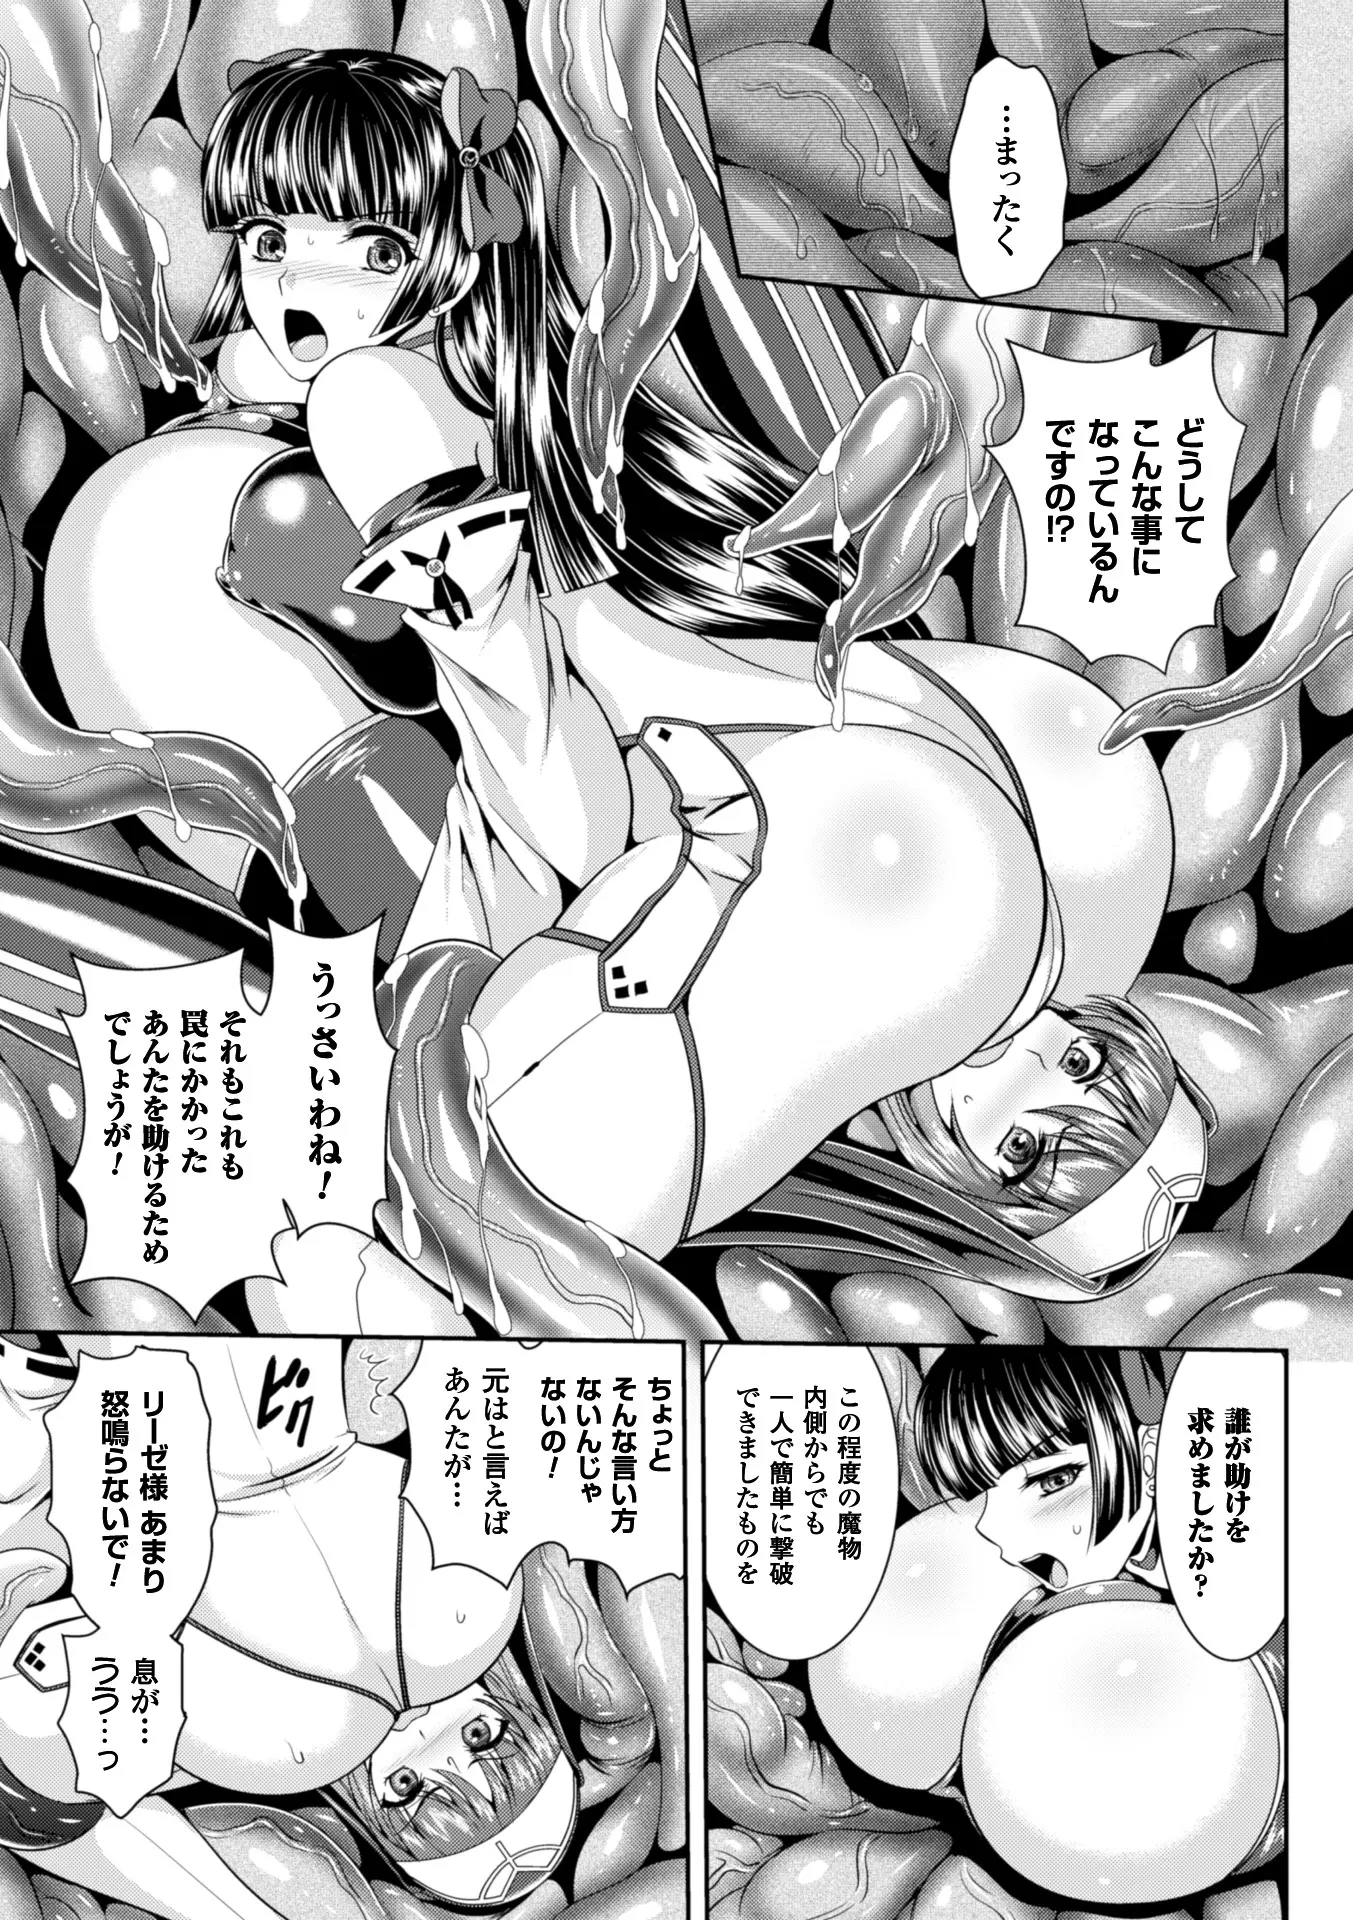 …まったく
どうして
こんな事に
なっているん
ですの!?
うっさいわね！
それもこれも
罠にかかった
あんたを助けるため
でしょうが！
誰が助けを
求めましたか？
この程度の魔物
内側からでも
一人で簡単に撃破
できましたものを
ちょっと
そんな言い方
ないんじゃ
ないの！
元はと言えば
あんたが…
ビク
リーゼ様 あまり
怒鳴らないで！
息が…
うう…っ